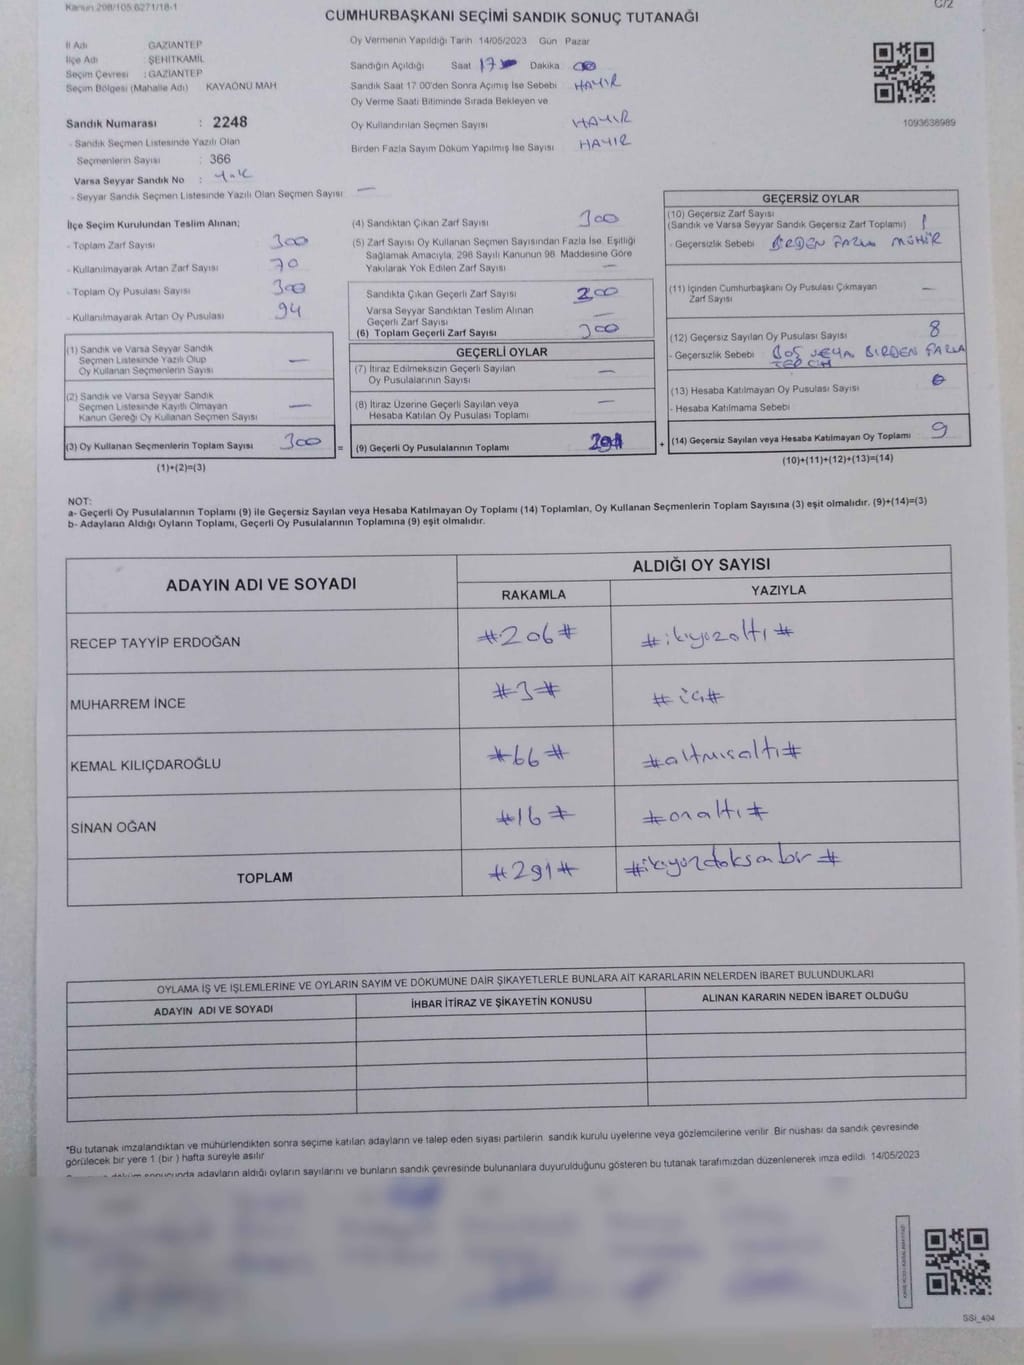 Kanun 298/105 6271/18-1
C/2
CUMHURBAŞKANI SEÇİMİ SANDIK SONUÇ TUTANAĞI
İl Adı GAZİANTEP
İlçe Adı ŞEHİTKAMİL
Seçim Çevresi : GAZİANTEP
Seçim Bölgesi (Mahalle Adı) KAYAÖNÜ MAH
Sandık Numarası : 2248
- Sandık Seçmen Listesinde Yazılı Olan
Seçmenlerin Sayısı : 366
Varsa Seyyar Sandık No : yok
- Seyyar Sandık Seçmen Listesinde Yazılı Olan Seçmen Sayısı —
Oy Vermenin Yapıldığı Tarih 14/05/2023 Gün Pazar
Sandığın Açıldığı Saat 17 Dakika 00
Sandık Saat 17:00'den Sonra Açımış İse Sebebi HAYIR
Oy Verme Saati Bitiminde Sırada Bekleyen ve
Oy Kullandırılan Seçmen Sayısı HAYIR
Birden Fazla Sayım Döküm Yapılmış İse Sayısı HAYIR
1093636989
İlçe Seçim Kurulundan Teslim Alınan;
- Toplam Zarf Sayısı 300
- Kullanılmayarak Artan Zarf Sayısı 70
- Toplam Oy Pusulası Sayısı 300
- Kullanılmayarak Artan Oy Pusulası 94
(1) Sandık ve Varsa Seyyar Sandık
Seçmen Listesinde Yazılı Olup
Oy Kullanan Seçmenlerin Sayısı —
(2) Sandık ve Varsa Seyyar Sandık
Seçmen Listesinde Kayıtlı Olmayan
Kanun Gereği Oy Kullanan Seçmen Sayısı —
(3) Oy Kullanan Seçmenlerin Toplam Sayısı 300 =
(1)+(2)=(3)
(4) Sandıktan Çıkan Zarf Sayısı 300
(5) Zarf Sayısı Oy Kullanan Seçmen Sayısından Fazla İse, Eşitliği
Sağlamak Amacıyla, 298 Sayılı Kanunun 98. Maddesine Göre
Yakılarak Yok Edilen Zarf Sayısı —
Sandıkta Çıkan Geçerli Zarf Sayısı 300
Varsa Seyyar Sandıktan Teslim Alınan
Geçerli Zarf Sayısı —
(6) Toplam Geçerli Zarf Sayısı 300
GEÇERLİ OYLAR
(7) İtiraz Edilmeksizin Geçerli Sayılan
Oy Pusulalarının Sayısı —
(8) İtiraz Üzerine Geçerli Sayılan veya
Hesaba Katılan Oy Pusulası Toplamı —
(9) Geçerli Oy Pusulalarının Toplamı 291 +
GEÇERSİZ OYLAR
(10) Geçersiz Zarf Sayısı
(Sandık ve Varsa Seyyar Sandık Geçersiz Zarf Toplamı) 1
- Geçersizlik Sebebi BİRDEN FAZLA MÜHÜR
(11) İçinden Cumhurbaşkanı Oy Pusulası Çıkmayan
Zarf Sayısı —
(12) Geçersiz Sayılan Oy Pusulası Sayısı 8
- Geçersizlik Sebebi BOŞ VEYA BİRDEN FAZLA
TERCİH
(13) Hesaba Katılmayan Oy Pusulası Sayısı
- Hesaba Katılmama Sebebi
(14) Geçersiz Sayılan veya Hesaba Katılmayan Oy Toplamı 9
(10)+(11)+(12)+(13)=(14)
NOT:
a- Geçerli Oy Pusulalarının Toplamı (9) ile Geçersiz Sayılan veya Hesaba Katılmayan Oy Toplamı (14) Toplamları, Oy Kullanan Seçmenlerin Toplam Sayısına (3) eşit olmalıdır. (9)+(14)=(3)
b- Adayların Aldığı Oyların Toplamı, Geçerli Oy Pusulalarının Toplamına (9) eşit olmalıdır.
ADAYIN ADI VE SOYADI
ALDIĞI OY SAYISI
RAKAMLA YAZIYLA
RECEP TAYYİP ERDOĞAN #206# #ikiyüzaltı#
MUHARREM İNCE #3# #üç#
KEMAL KILIÇDAROĞLU #66# #altmışaltı#
SİNAN OĞAN #16# #onaltı#
TOPLAM #291# #ikiyüzdoksanbir#
OYLAMA İŞ VE İŞLEMLERİNE VE OYLARIN SAYIM VE DÖKÜMÜNE DAİR ŞİKAYETLERLE BUNLARA AİT KARARLARIN NELERDEN İBARET BULUNDUKLARI
ADAYIN ADI VE SOYADI İHBAR İTİRAZ VE ŞİKAYETİN KONUSU ALINAN KARARIN NEDEN İBARET OLDUĞU
*Bu tutanak imzalandıktan ve mühürlendikten sonra seçime katılan adayların ve talep eden siyasi partilerin sandık kurulu üyelerine veya gözlemcilerine verilir. Bir nüshası da sandık çevresinde
görülecek bir yere 1 (bir) hafta süreyle asılır
sonucunda adayların aldığı oyların sayılarını ve bunların sandık çevresinde bulunanlara duyurulduğunu gösteren bu tutanak tarafımızdan düzenlenerek imza edildi. 14/05/2023
SSİ_404